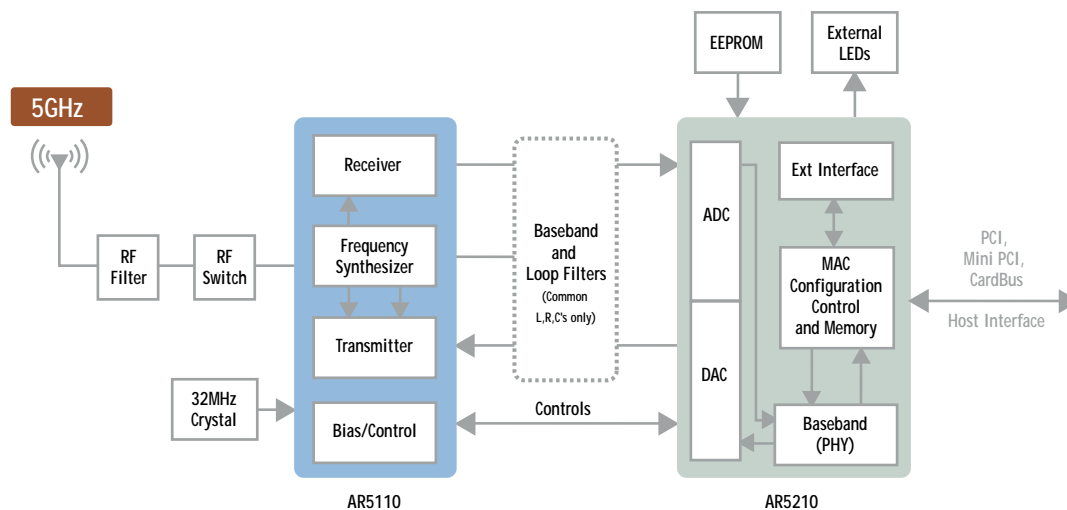 5GHz
RF
Filter
RF
Switch
32MHz
Crystal
Receiver
Frequency
Synthesizer
Transmitter
Bias/Control
AR5110
Baseband
and
Loop Filters
(Common
L,R,C's only)
Controls
EEPROM
External
LEDs
ADC
DAC
Ext Interface
MAC
Configuration
Control
and Memory
Baseband
(PHY)
AR5210
PCI,
Mini PCI,
CardBus
Host Interface